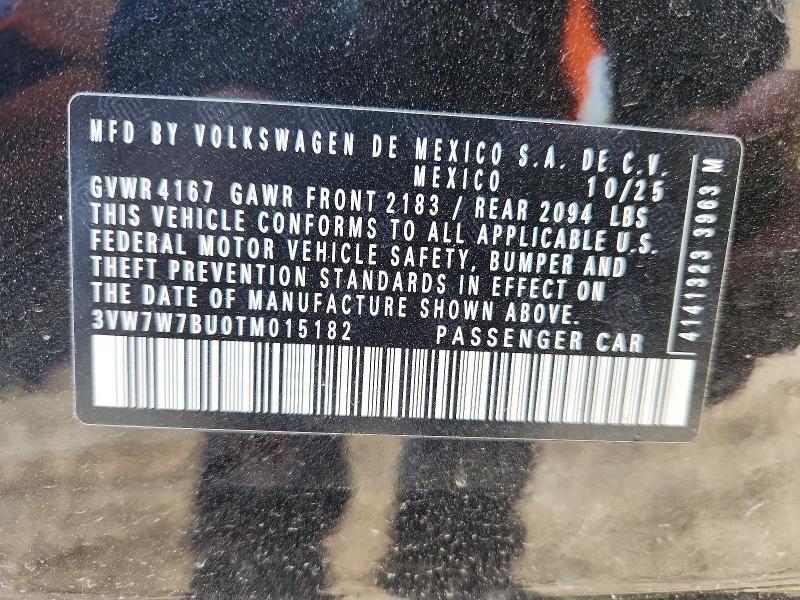 MFD BY VOLKSWAGEN DE MEXICO S.A. DE C.V.
MEXICO 10/25
GVWR 4167 GAWR FRONT 2183 / REAR 2094 LBS
THIS VEHICLE CONFORMS TO ALL APPLICABLE U.S.
FEDERAL MOTOR VEHICLE SAFETY, BUMPER AND
THEFT PREVENTION STANDARDS IN EFFECT ON
THE DATE OF MANUFACTURE SHOWN ABOVE.
3VW7W7BU0TM015182 PASSENGER CAR
4141323 3963 M